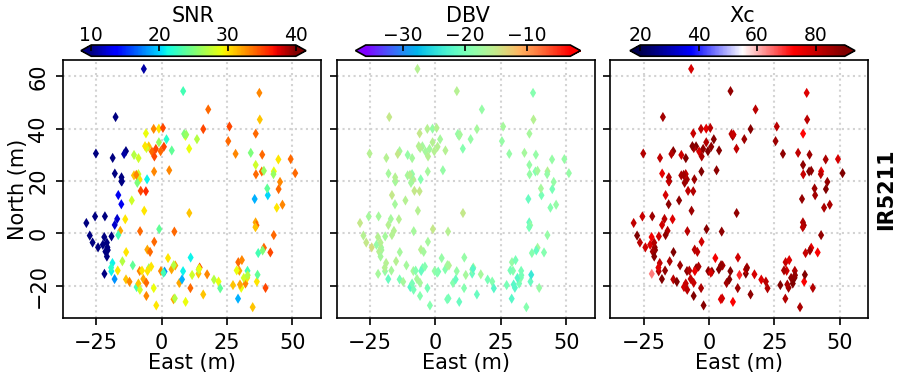 SNR DBV Xc
10 20 30 40 −30 −20 −10 20 40 60 80
60
40
20
0
−20
North (m)
IR5211
−25 0 25 50 −25 0 25 50 −25 0 25 50
East (m) East (m) East (m)